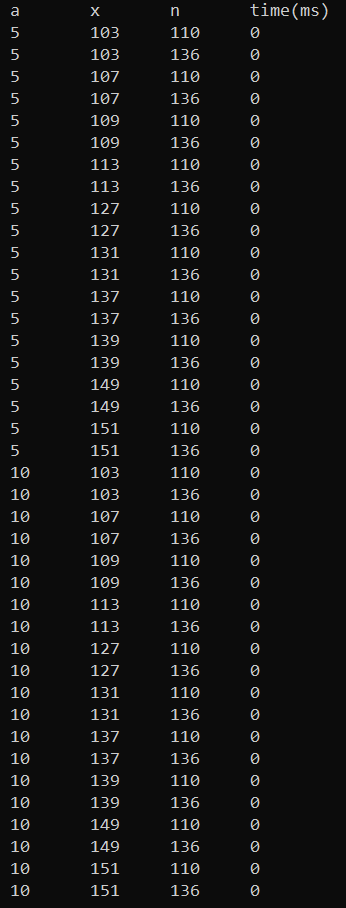 a x n time(ms)
5 103 110 0
5 103 136 0
5 107 110 0
5 107 136 0
5 109 110 0
5 109 136 0
5 113 110 0
5 113 136 0
5 127 110 0
5 127 136 0
5 131 110 0
5 131 136 0
5 137 110 0
5 137 136 0
5 139 110 0
5 139 136 0
5 149 110 0
5 149 136 0
5 151 110 0
5 151 136 0
10 103 110 0
10 103 136 0
10 107 110 0
10 107 136 0
10 109 110 0
10 109 136 0
10 113 110 0
10 113 136 0
10 127 110 0
10 127 136 0
10 131 110 0
10 131 136 0
10 137 110 0
10 137 136 0
10 139 110 0
10 139 136 0
10 149 110 0
10 149 136 0
10 151 110 0
10 151 136 0